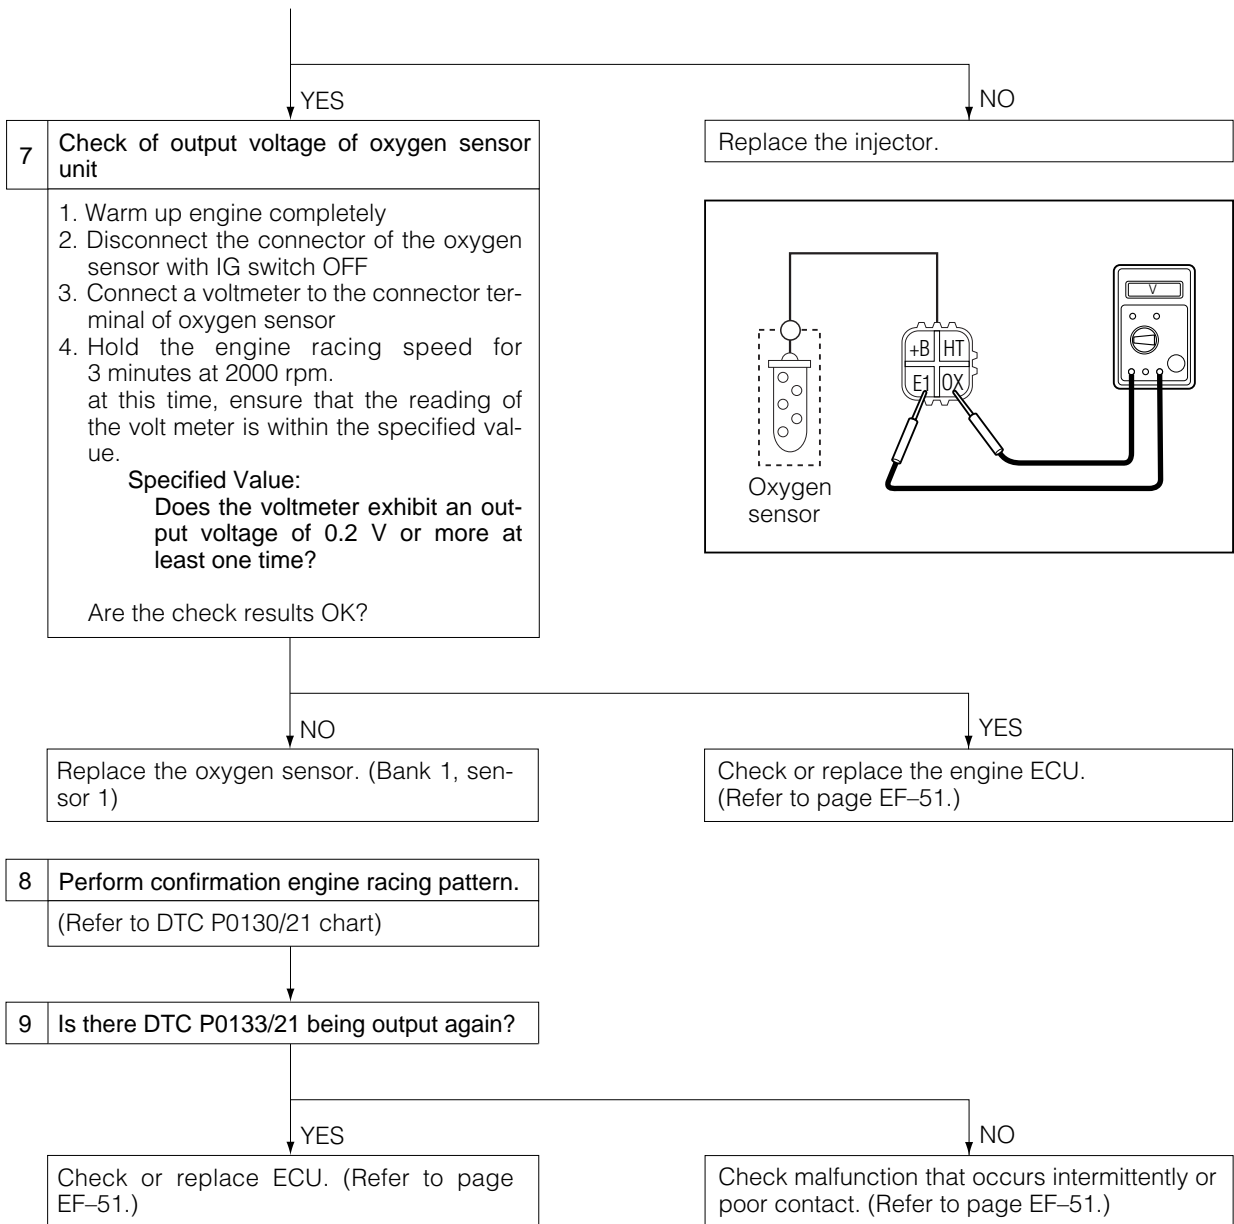 YES
NO
7
Check of output voltage of oxygen sensor
unit
Replace the injector.
1. Warm up engine completely
2. Disconnect the connector of the oxygen
sensor with IG switch OFF
3. Connect a voltmeter to the connector ter-
minal of oxygen sensor
4. Hold the engine racing speed for
3 minutes at 2000 rpm.
at this time, ensure that the reading of
the volt meter is within the specified val-
ue.
Specified Value:
Does the voltmeter exhibit an out-
put voltage of 0.2 V or more at
least one time?
Are the check results OK?
V
+B HT
E1 OX
Oxygen
sensor
NO
YES
Replace the oxygen sensor. (Bank 1, sen-
sor 1)
Check or replace the engine ECU.
(Refer to page EF–51.)
8
Perform confirmation engine racing pattern.
(Refer to DTC P0130/21 chart)
9
Is there DTC P0133/21 being output again?
YES
NO
Check or replace ECU. (Refer to page
EF–51.)
Check malfunction that occurs intermittently or
poor contact. (Refer to page EF–51.)